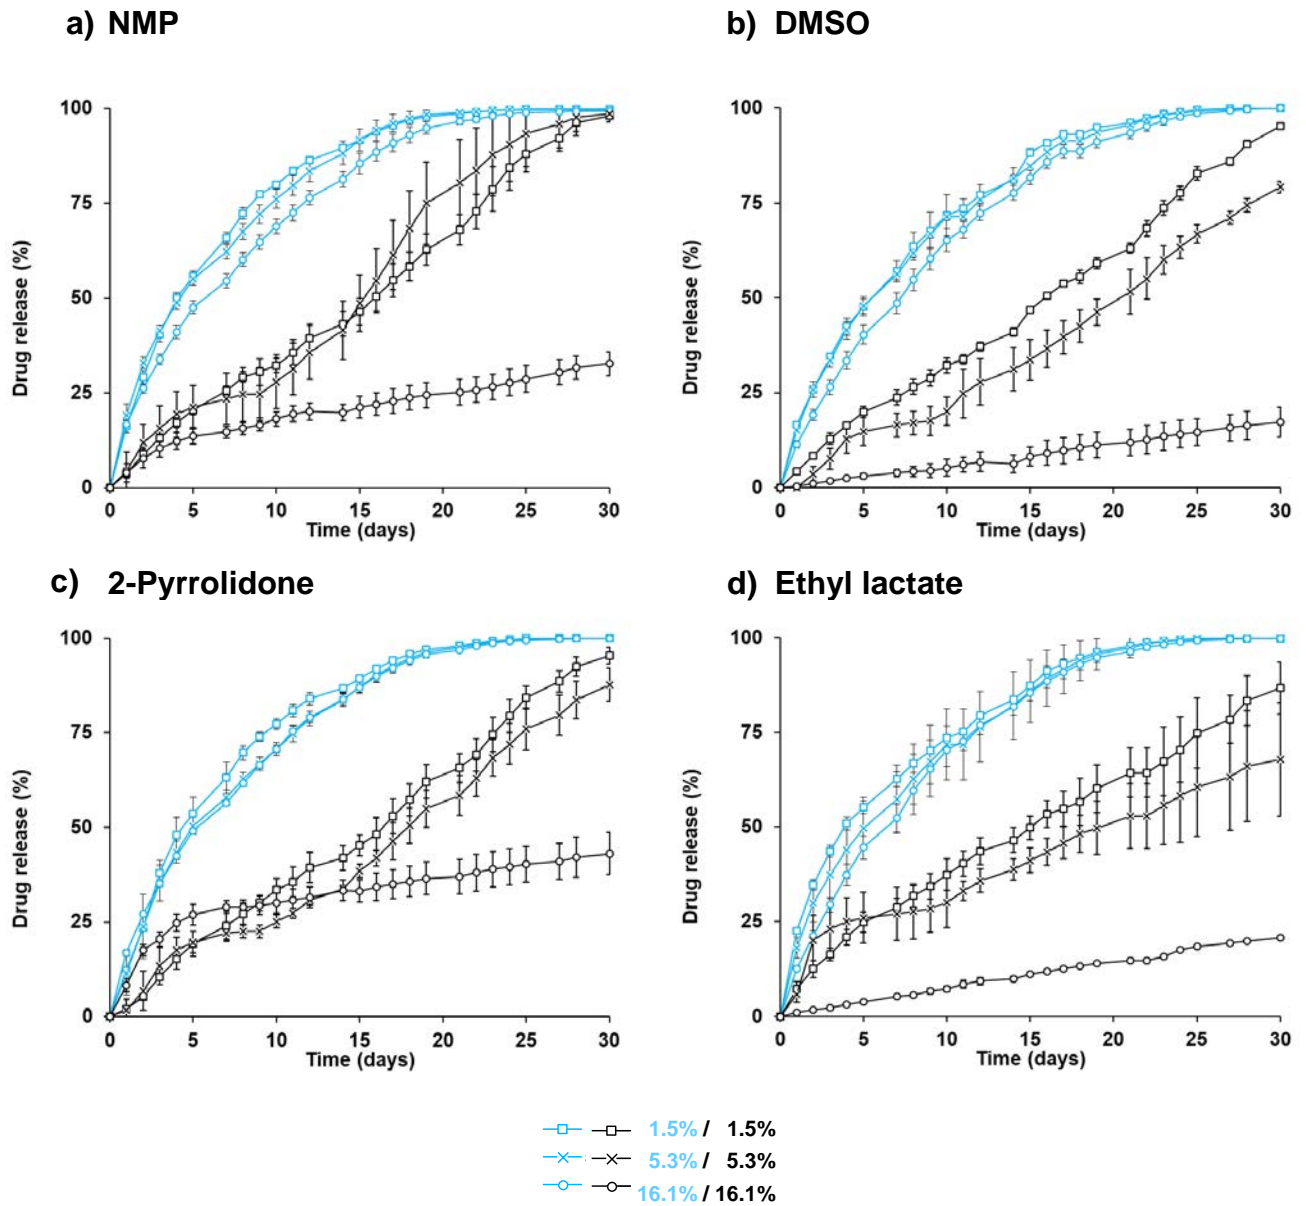 a) NMP
b) DMSO
100
75
50
25
0
Drug release (%)
0 5 10 15 20 25 30
Time (days)
100
75
50
25
0
Drug release (%)
0 5 10 15 20 25 30
Time (days)
c) 2-Pyrrolidone
d) Ethyl lactate
100
75
50
25
0
Drug release (%)
0 5 10 15 20 25 30
Time (days)
100
75
50
25
0
Drug release (%)
0 5 10 15 20 25 30
Time (days)
1.5% / 1.5%
5.3% / 5.3%
16.1% / 16.1%